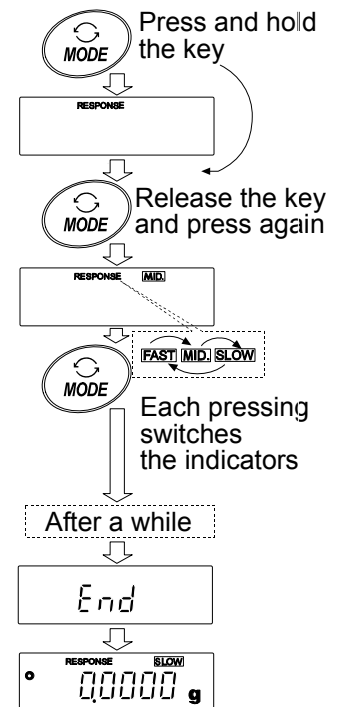 Press and hold
the key
MODE
RESPONSE
Release the key
and press again
MODE
RESPONSE MID.
FAST MID. SLOW
MODE
Each pressing
switches
the indicators
After a while
End
RESPONSE SLOW
0.0000 g